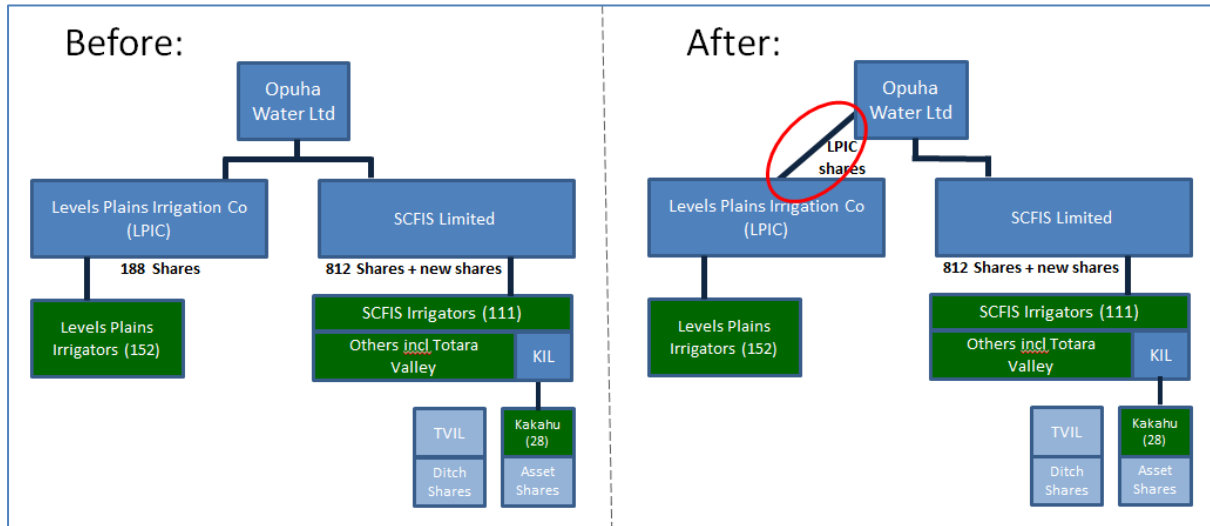 Before:
Opuha
Water Ltd
Levels Plains Irrigation Co
(LPIC)
SCFIS Limited
188 Shares
812 Shares + new shares
Levels Plains
Irrigators (152)
SCFIS Irrigators (111)
Others incl Totara
Valley
KIL
TVIL
Ditch
Shares
Kakahu
(28)
Asset
Shares
After:
Opuha
Water Ltd
LPIC
shares
Levels Plains Irrigation Co
(LPIC)
SCFIS Limited
812 Shares + new shares
Levels Plains
Irrigators (152)
SCFIS Irrigators (111)
Others incl Totara
Valley
KIL
TVIL
Ditch
Shares
Kakahu
(28)
Asset
Shares